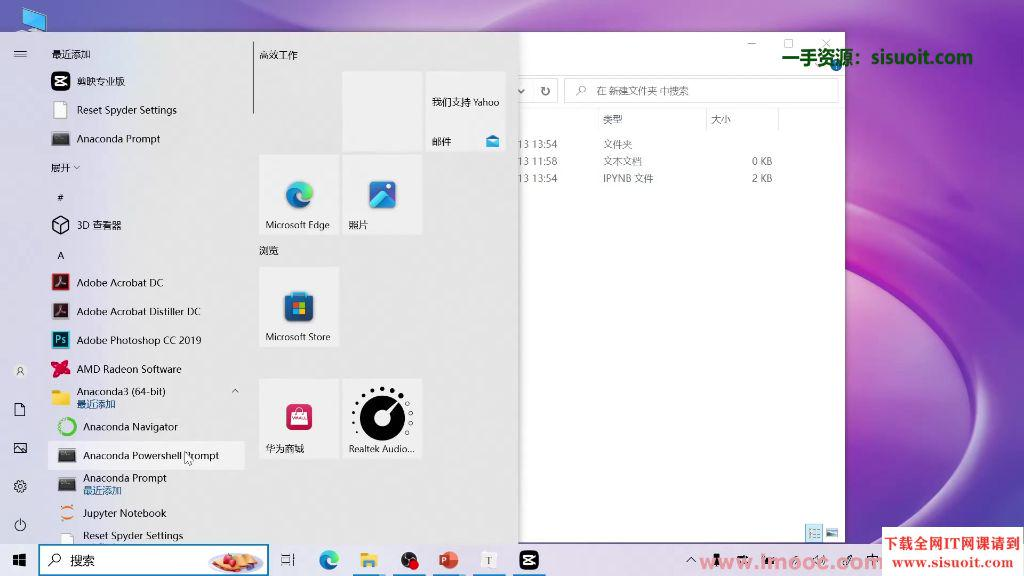 最近添加
剪映专业版
Reset Spyder Settings
Anaconda Prompt
展开
#
3D 查看器
A
Adobe Acrobat DC
Adobe Acrobat Distiller DC
Adobe Photoshop CC 2019
AMD Radeon Software
Anaconda3 (64-bit)
最近添加
Anaconda Navigator
Anaconda Powershell Prompt
Anaconda Prompt
最近添加
Jupyter Notebook
Reset Spyder Settings
搜索
高效工作
我们支持 Yahoo
邮件
Microsoft Edge
照片
浏览
Microsoft Store
华为商城
Realtek Audio...
一手资源：sisuoit.com
在 新建文件夹 中搜索
类型
大小
13 13:54
文件夹
13 11:58
文本文档
0 KB
13 13:54
IPYNB 文件
2 KB
下载全网IT网课请到
www.sisuoit.com
www.imooc.com